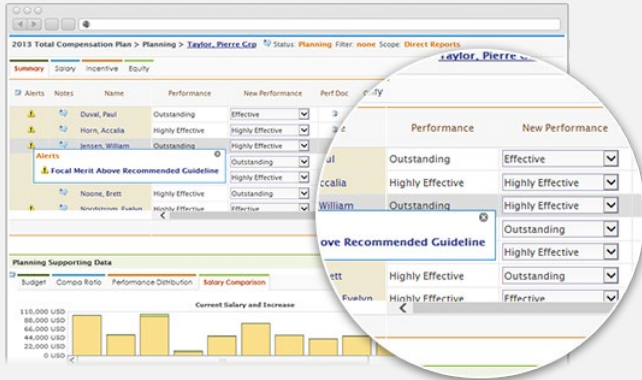 2013 Total Compensation Plan > Planning > Taylor, Pierre Grp Status: Planning Filter: none Scope: Direct Reports
Summary Salary Incentive Equity
Alerts Notes Name Performance New Performance Perf Doc
Duval, Paul Outstanding Effective
Horn, Accalia Highly Effective Highly Effective
Jensen, William Outstanding Highly Effective
Alerts
Focal Merit Above Recommended Guideline
Outstanding
Highly Effective
Noone, Brett Highly Effective Outstanding
Nordstrom, Evelyn Highly Effective Effective
Planning Supporting Data
Budget Compa Ratio Performance Distribution Salary Comparison
Current Salary and Increase
110,000 USD
88,000 USD
66,000 USD
44,000 USD
22,000 USD
0 USD
Taylor, Pierre
Performance New Performance
ul Outstanding Effective
ccalia Highly Effective Highly Effective
William Outstanding Highly Effective
ove Recommended Guideline
Outstanding
Highly Effective
ett Highly Effective Outstanding
Evelyn Highly Effective Effective